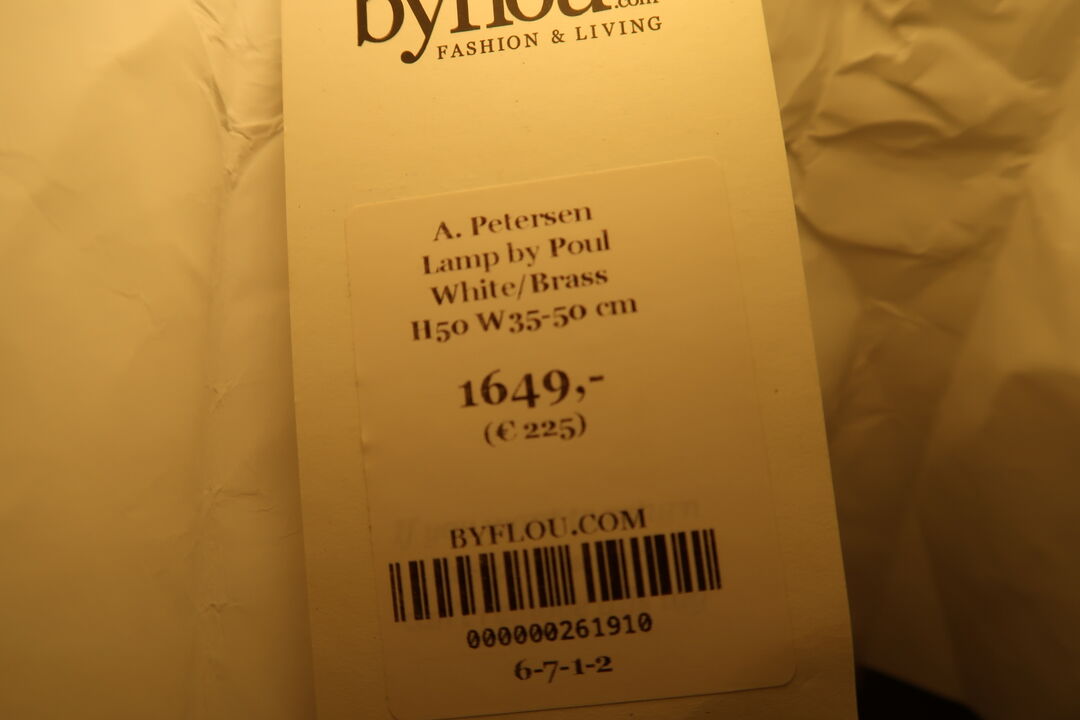 byflou.com
FASHION & LIVING
A. Petersen
Lamp by Poul
White/Brass
H50 W35-50 cm
1649,-
(€ 225)
BYFLOU.COM
000000261910
6-7-1-2